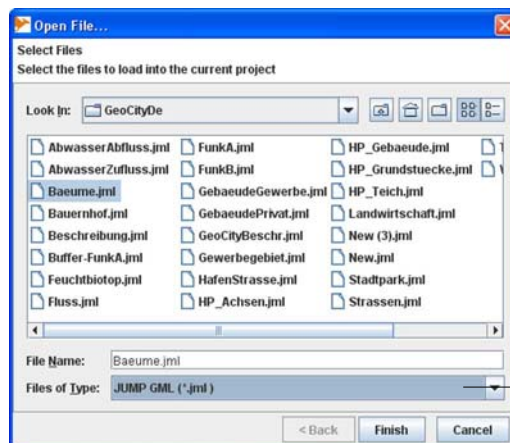 Open File...
Select Files
Select the files to load into the current project
Look In: GeoCityDe
AbwasserAbfluss.jml FunkA.jml HP_Gebaeude.jml
AbwasserZufluss.jml FunkB.jml HP_Grundstuecke.jml
Baeume.jml GebaeudeGewerbe.jml HP_Teich.jml
Bauernhof.jml GebaeudePrivat.jml Landwirtschaft.jml
Beschreibung.jml GeoCityBeschr.jml New (3).jml
Buffer-FunkA.jml Gewerbegebiet.jml New.jml
Feuchtbiotop.jml HafenStrasse.jml Stadtpark.jml
Fluss.jml HP_Achsen.jml Strassen.jml
File Name: Baeume.jml
Files of Type: JUMP GML (*.jml )
< Back Finish Cancel